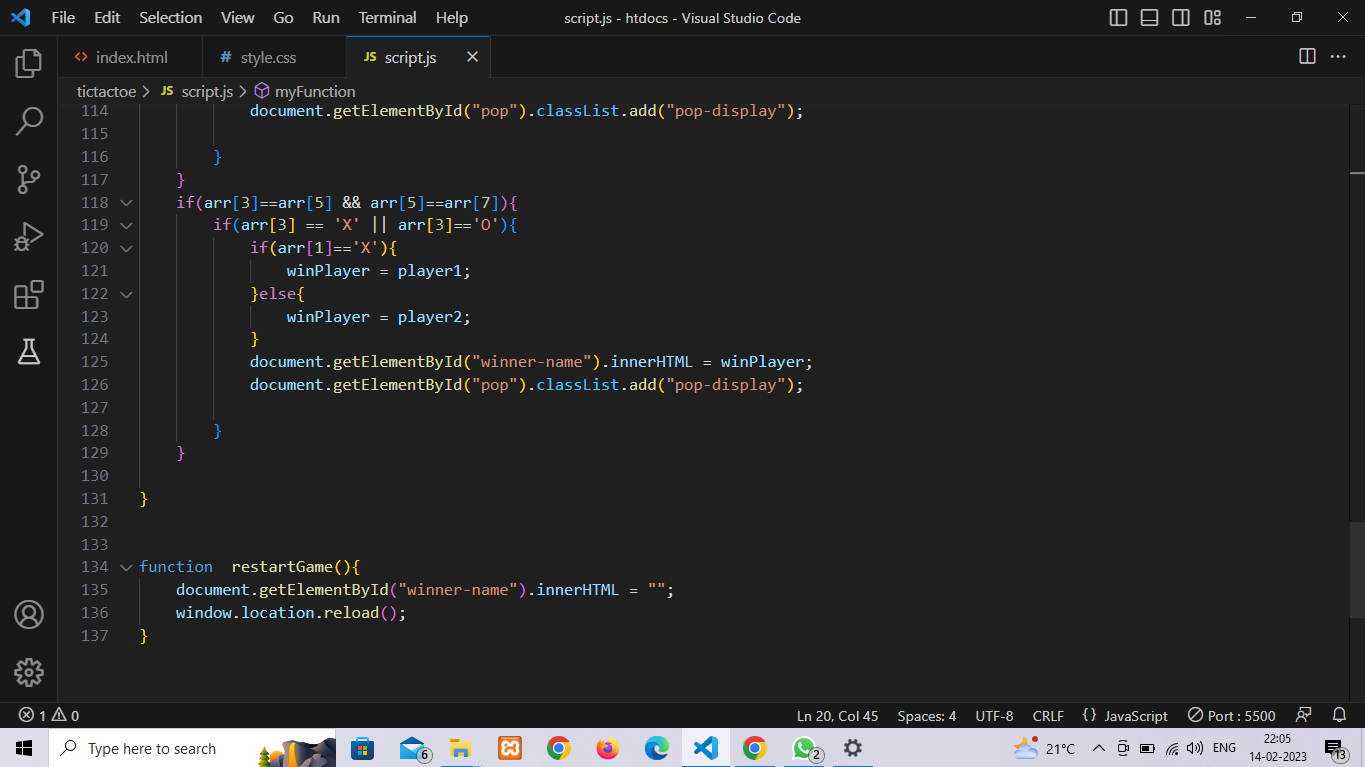 File Edit Selection View Go Run Terminal Help script.js - htdocs - Visual Studio Code
<> index.html # style.css JS script.js
tictactoe > JS script.js > myFunction
114 document.getElementById("pop").classList.add("pop-display");
115
116 }
117 }
118 if(arr[3]==arr[5] && arr[5]==arr[7]){
119 if(arr[3] == 'X' || arr[3]=='O'){
120 if(arr[1]=='X'){
121 winPlayer = player1;
122 }else{
123 winPlayer = player2;
124 }
125 document.getElementById("winner-name").innerHTML = winPlayer;
126 document.getElementById("pop").classList.add("pop-display");
127
128 }
129 }
130
131 }
132
133
134 function  restartGame(){
135 document.getElementById("winner-name").innerHTML = "";
136 window.location.reload();
137 }
1 0 Ln 20, Col 45 Spaces: 4 UTF-8 CRLF {} JavaScript Port : 5500
Type here to search 6 2 21°C ENG 22:05 14-02-2023 13